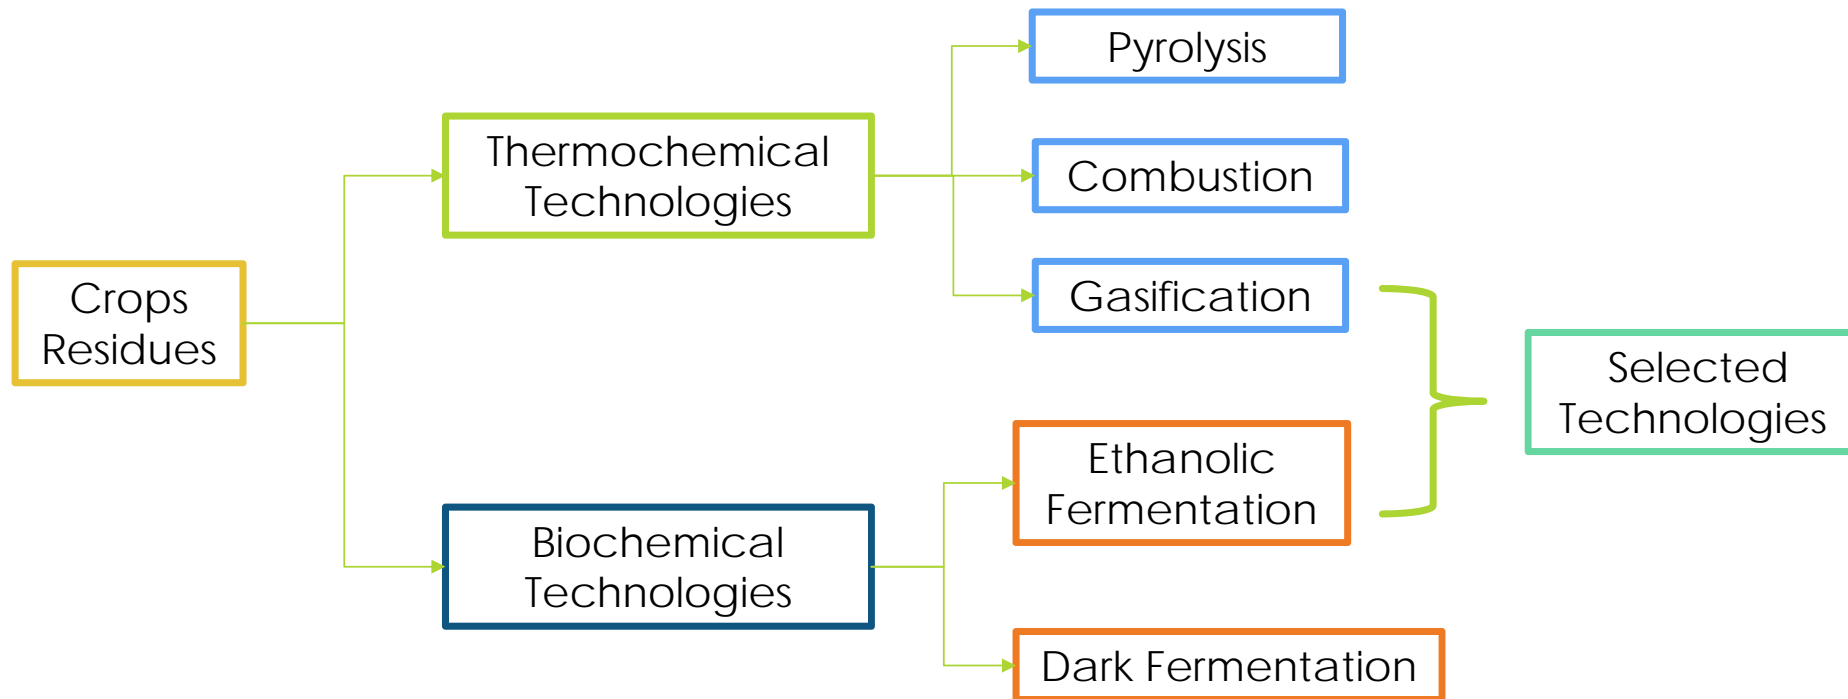 Pyrolysis
Thermochemical
Technologies
Combustion
Gasification
Crops
Residues
Selected
Technologies
Ethanolic
Fermentation
Biochemical
Technologies
Dark Fermentation